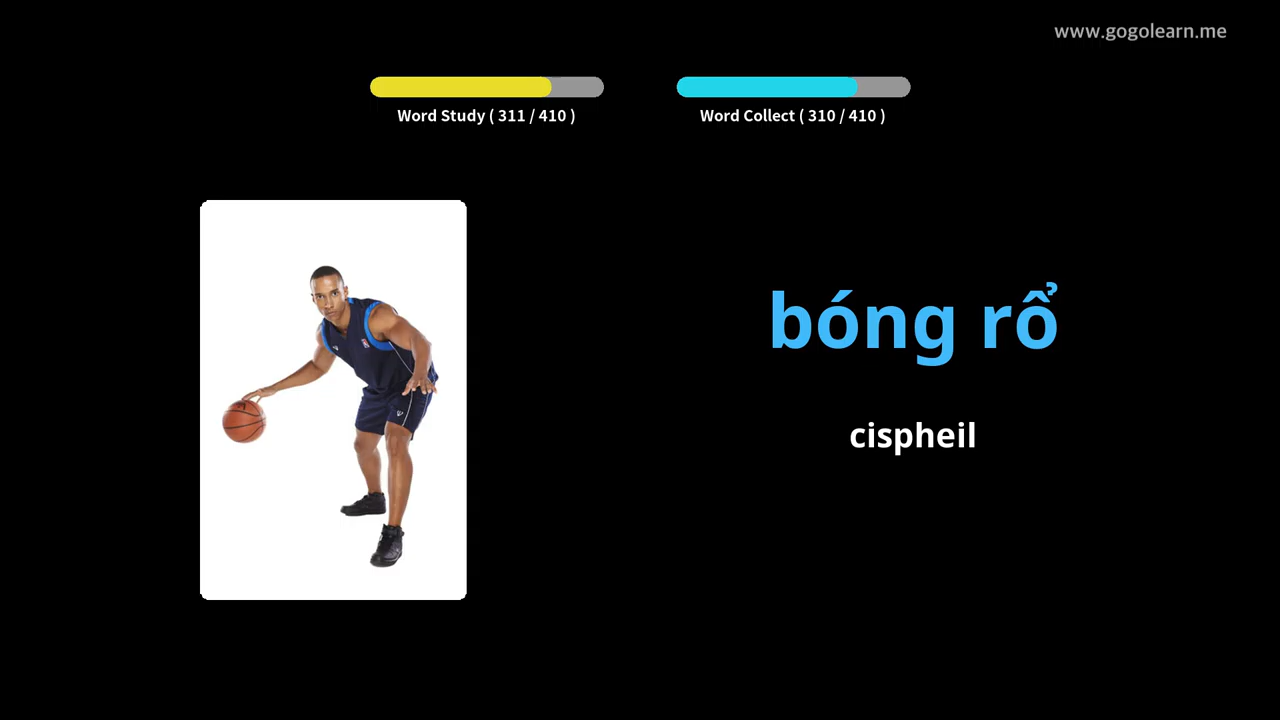 www.gogolearn.me
Word Study ( 311 / 410 )
Word Collect ( 310 / 410 )
bóng rổ
cispheil